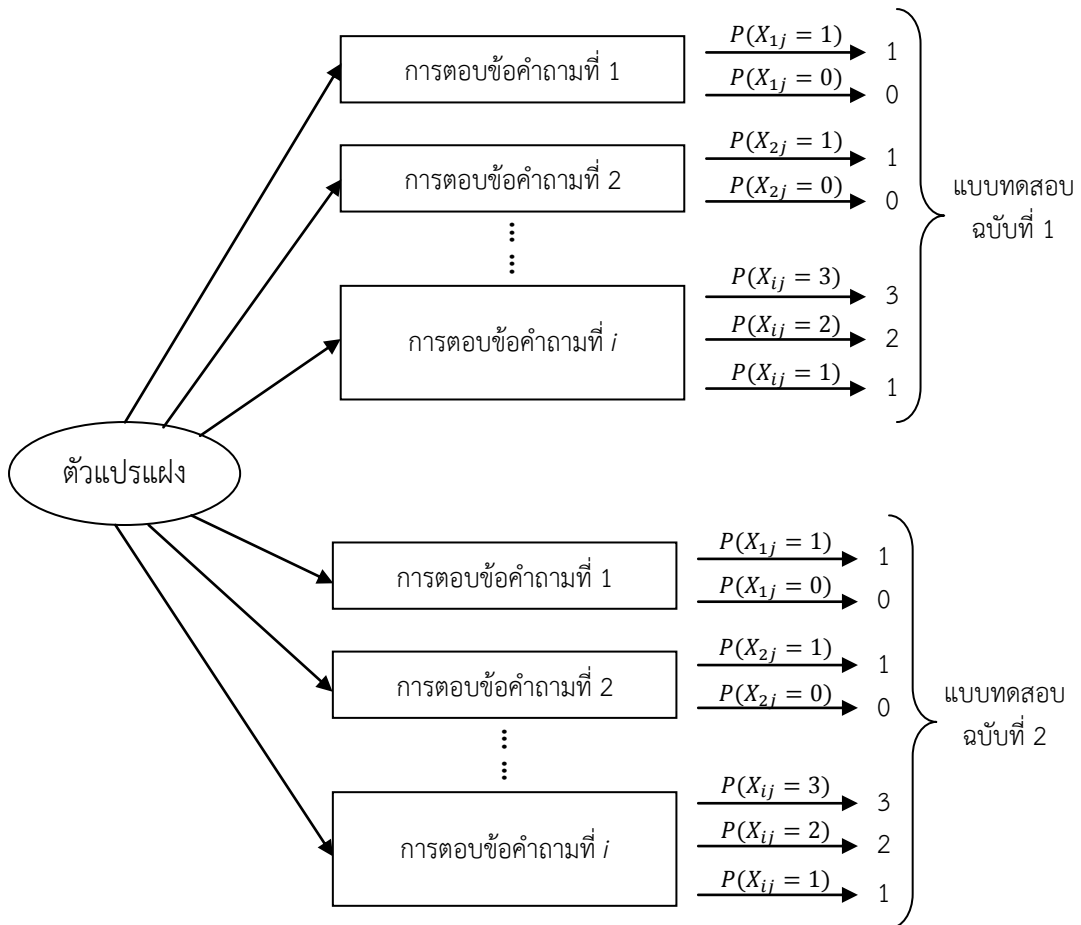 P(X₁ⱼ = 1) 1
การตอบข้อคำถามที่ 1
P(X₁ⱼ = 0) 0
P(X₂ⱼ = 1) 1
การตอบข้อคำถามที่ 2
P(X₂ⱼ = 0) 0
แบบทดสอบ
ฉบับที่ 1
P(Xᵢⱼ = 3) 3
การตอบข้อคำถามที่ i
P(Xᵢⱼ = 2) 2
P(Xᵢⱼ = 1) 1
ตัวแปรแฝง
P(X₁ⱼ = 1) 1
การตอบข้อคำถามที่ 1
P(X₁ⱼ = 0) 0
P(X₂ⱼ = 1) 1
การตอบข้อคำถามที่ 2
P(X₂ⱼ = 0) 0
แบบทดสอบ
ฉบับที่ 2
P(Xᵢⱼ = 3) 3
การตอบข้อคำถามที่ i
P(Xᵢⱼ = 2) 2
P(Xᵢⱼ = 1) 1